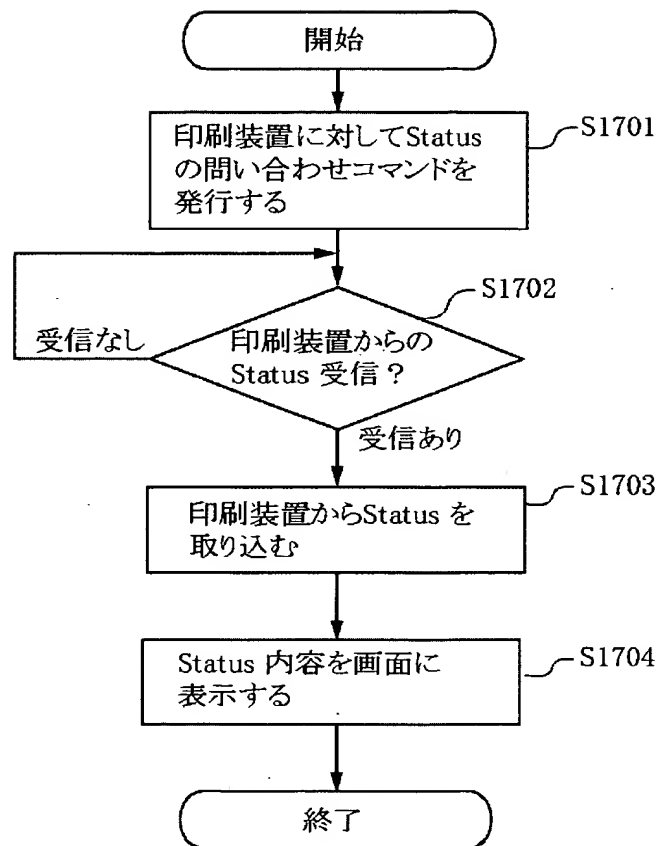 開始
印刷装置に対してStatus
の問い合わせコマンドを
発行する
S1701
S1702
受信なし
印刷装置からの
Status 受信？
受信あり
S1703
印刷装置からStatus を
取り込む
S1704
Status 内容を画面に
表示する
終了